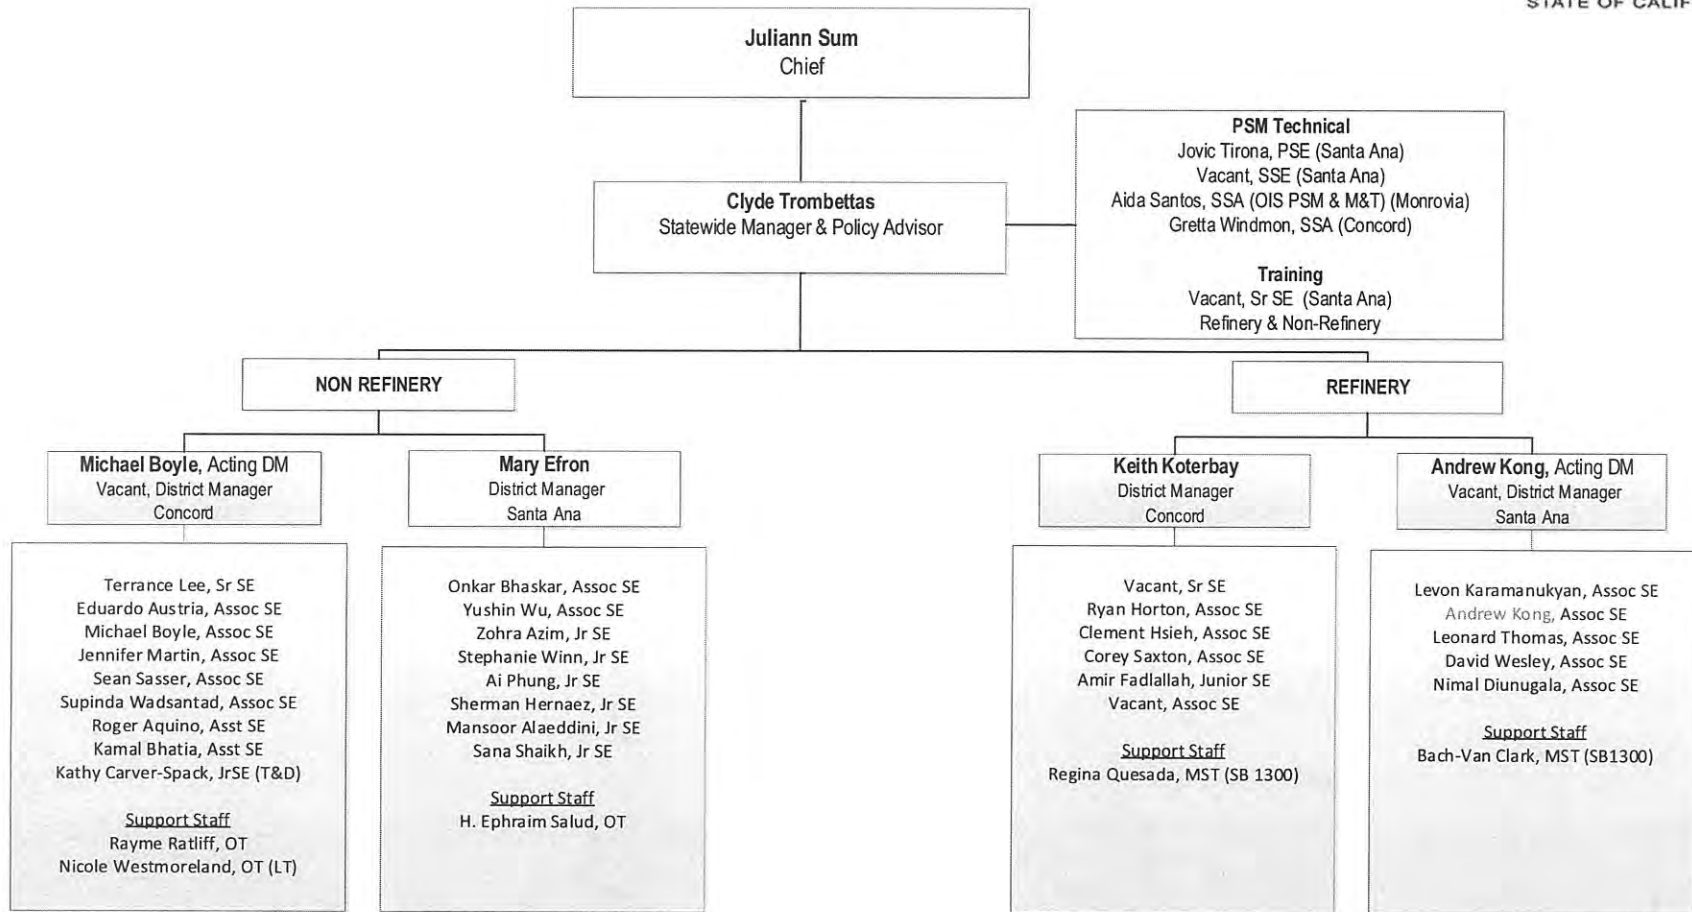 STATE OF CALIF
Juliann Sum
Chief
PSM Technical
Jovic Tirona, PSE (Santa Ana)
Vacant, SSE (Santa Ana)
Aida Santos, SSA (OIS PSM & M&T) (Monrovia)
Gretta Windmon, SSA (Concord)
Training
Vacant, Sr SE (Santa Ana)
Refinery & Non-Refinery
Clyde Trombettas
Statewide Manager & Policy Advisor
NON REFINERY
REFINERY
Michael Boyle, Acting DM
Vacant, District Manager
Concord
Mary Efron
District Manager
Santa Ana
Keith Koterbay
District Manager
Concord
Andrew Kong, Acting DM
Vacant, District Manager
Santa Ana
Terrance Lee, Sr SE
Eduardo Austria, Assoc SE
Michael Boyle, Assoc SE
Jennifer Martin, Assoc SE
Sean Sasser, Assoc SE
Supinda Wadsantad, Assoc SE
Roger Aquino, Asst SE
Kamal Bhatia, Asst SE
Kathy Carver-Spack, JrSE (T&D)
Support Staff
Rayme Ratliff, OT
Nicole Westmoreland, OT (LT)
Onkar Bhaskar, Assoc SE
Yushin Wu, Assoc SE
Zohra Azim, Jr SE
Stephanie Winn, Jr SE
Ai Phung, Jr SE
Sherman Hernaez, Jr SE
Mansoor Alaeddini, Jr SE
Sana Shaikh, Jr SE
Support Staff
H. Ephraim Salud, OT
Vacant, Sr SE
Ryan Horton, Assoc SE
Clement Hsieh, Assoc SE
Corey Saxton, Assoc SE
Amir Fadlallah, Junior SE
Vacant, Assoc SE
Support Staff
Regina Quesada, MST (SB 1300)
Levon Karamanukyan, Assoc SE
Andrew Kong, Assoc SE
Leonard Thomas, Assoc SE
David Wesley, Assoc SE
Nimal Diunugala, Assoc SE
Support Staff
Bach-Van Clark, MST (SB1300)